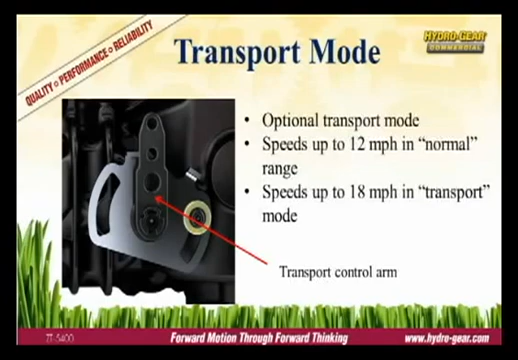 QUALITY ○ PERFORMANCE ○ RELIABILITY
HYDRO-GEAR
COMMERCIAL
Transport Mode
• Optional transport mode
• Speeds up to 12 mph in “normal”
range
• Speeds up to 18 mph in “transport”
mode
Transport control arm
ZT-5400
Forward Motion Through Forward Thinking
www.hydro-gear.com